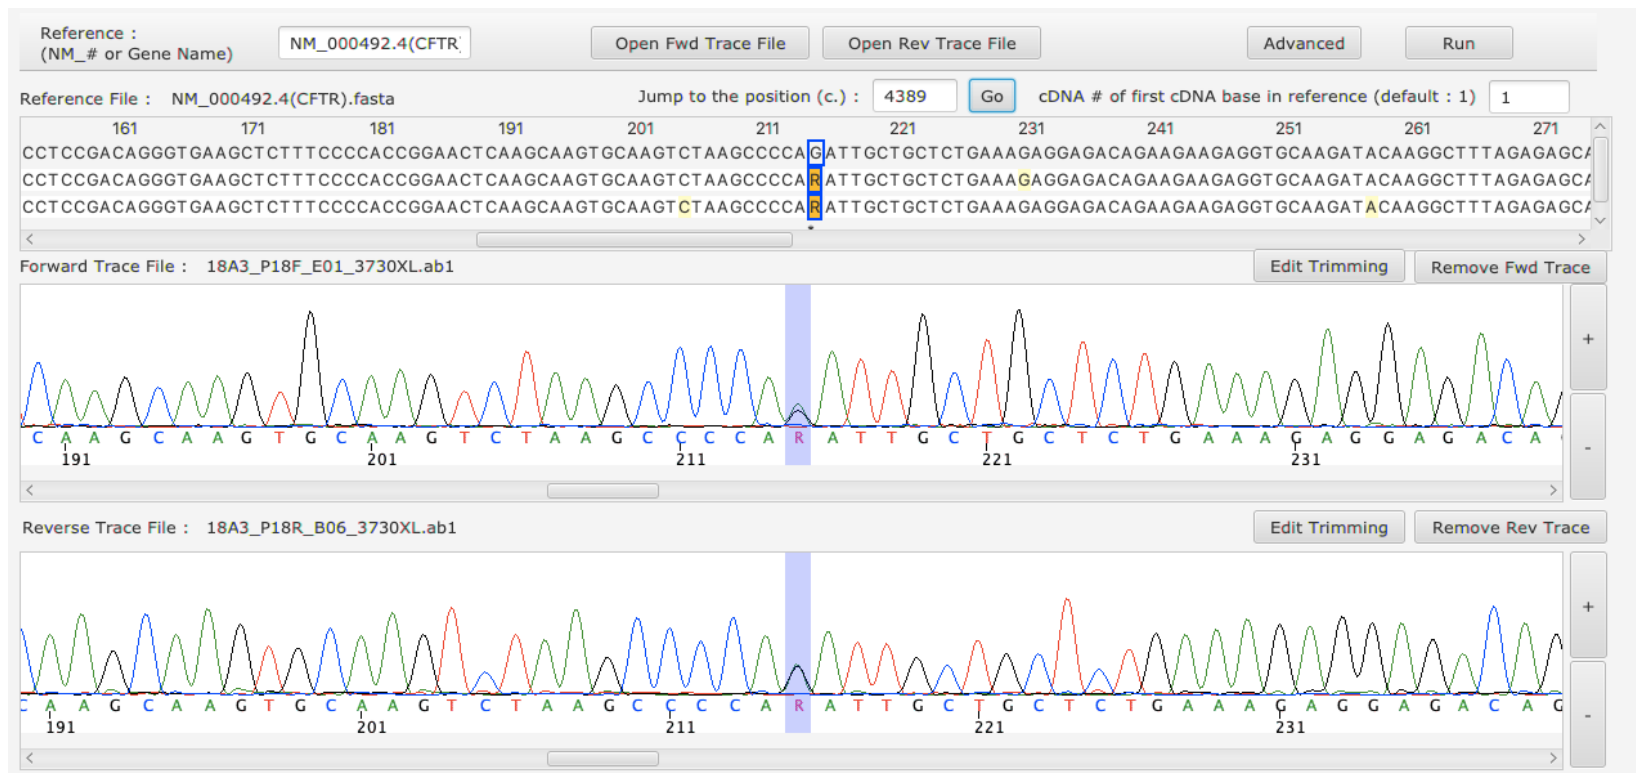 Reference :
(NM_# or Gene Name)
NM_000492.4(CFTR)
Open Fwd Trace File
Open Rev Trace File
Advanced
Run
Reference File : NM_000492.4(CFTR).fasta
Jump to the position (c.) : 4389 Go
cDNA # of first cDNA base in reference (default : 1) 1
161 171 181 191 201 211 221 231 241 251 261 271
CCTCCGACAGGGTGAAGCTCTTTCCCCACCGGAACTCAAGCAAGTGCAAGTCTAAGCCCCAGATTGCTGCTCTGAAAGAGGAGACAGAAGAAGAGGTGCAAGATACAAGGCTTTAGAGAGCA
CCTCCGACAGGGTGAAGCTCTTTCCCCACCGGAACTCAAGCAAGTGCAAGTCTAAGCCCCARATTGCTGCTCTGAAAGAGGAGACAGAAGAAGAGGTGCAAGATACAAGGCTTTAGAGAGCA
CCTCCGACAGGGTGAAGCTCTTTCCCCACCGGAACTCAAGCAAGTGCAAGTCTAAGCCCCARATTGCTGCTCTGAAAGAGGAGACAGAAGAAGAGGTGCAAGATACAAGGCTTTAGAGAGCA
*
Forward Trace File : 18A3_P18F_E01_3730XL.ab1
Edit Trimming
Remove Fwd Trace
+
C A A G C A A G T G C A A G T C T A A G C C C C A R A T T G C T G C T C T G A A A G A G G A G A C A
191 201 211 221 231
-
Reverse Trace File : 18A3_P18R_B06_3730XL.ab1
Edit Trimming
Remove Rev Trace
+
C A A G C A A G T G C A A G T C T A A G C C C C A R A T T G C T G C T C T G A A A G A G G A G A C A G
191 201 211 221 231
-